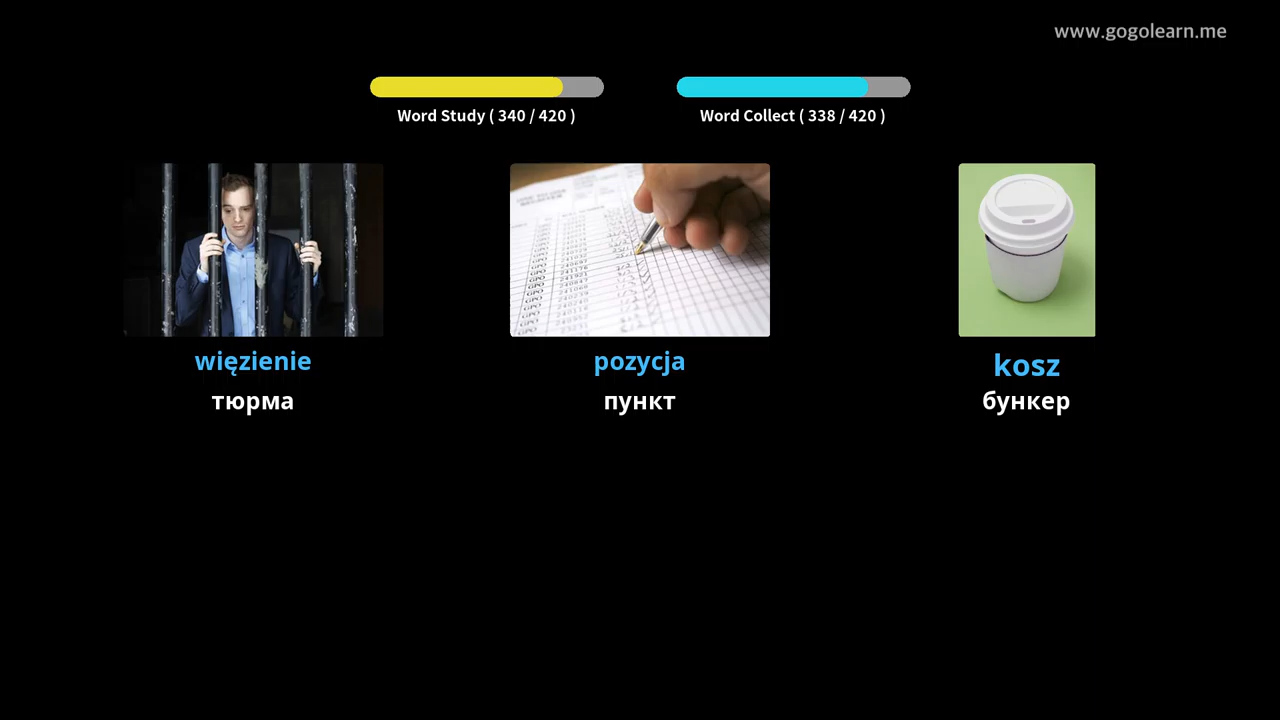 www.gogolearn.me
Word Study ( 340 / 420 )
Word Collect ( 338 / 420 )
więzienie
pozycja
kosz
тюрма
пункт
бункер